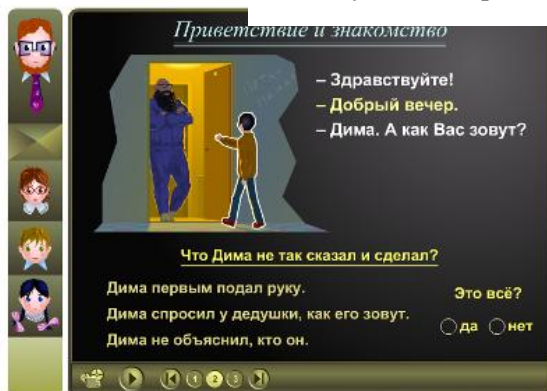 Приветствие и знакомство
– Здравствуйте!
– Добрый вечер.
– Дима. А как Вас зовут?
Что Дима не так сказал и сделал?
Дима первым подал руку.
Дима спросил у дедушки, как его зовут.
Дима не объяснил, кто он.
Это всё?
да нет
1 2 3